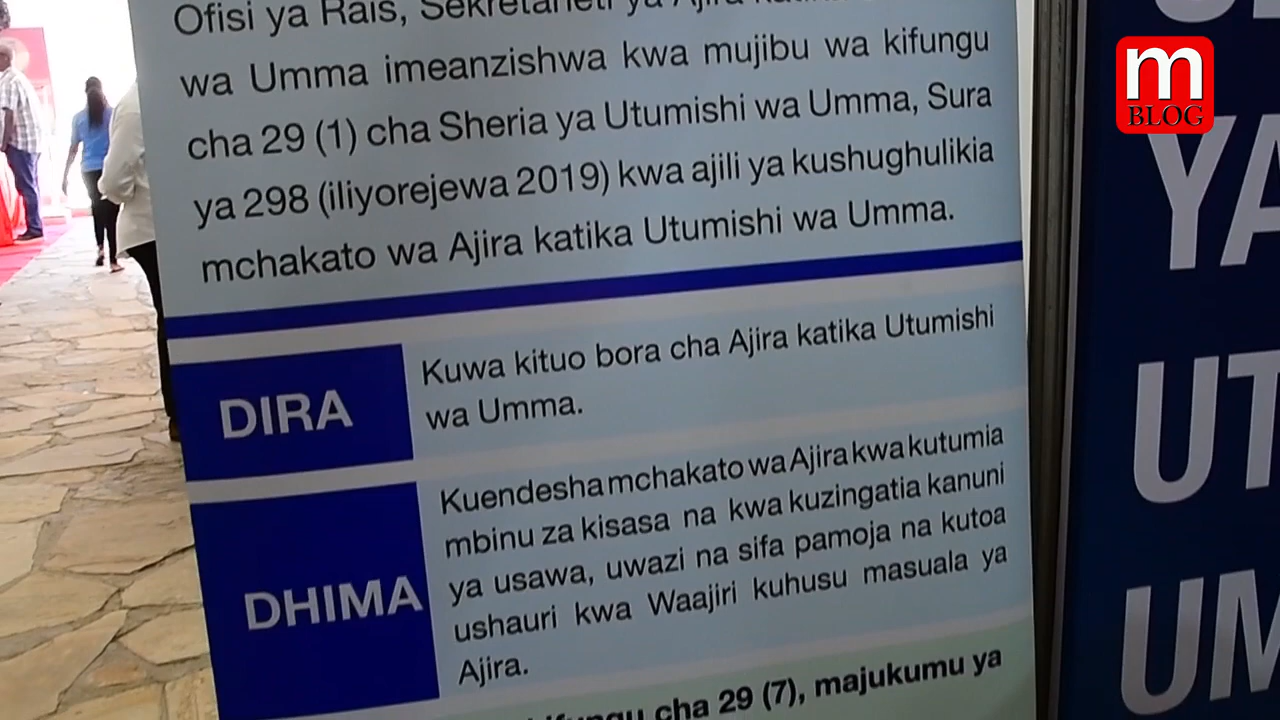 Ofisi ya Rais, Sekretarieti ya Ajira
wa Umma imeanzishwa kwa mujibu wa kifungu
cha 29 (1) cha Sheria ya Utumishi wa Umma, Sura
ya 298 (iliyorejewa 2019) kwa ajili ya kushughulikia
mchakato wa Ajira katika Utumishi wa Umma.
DIRA
Kuwa kituo bora cha Ajira katika Utumishi
wa Umma.
DHIMA
Kuendesha mchakato wa Ajira kwa kutumia
mbinu za kisasa na kwa kuzingatia kanuni
ya usawa, uwazi na sifa pamoja na kutoa
ushauri kwa Waajiri kuhusu masuala ya
Ajira.
cha 29 (7), majukumu ya
YA
UT
UM
m
BLOG